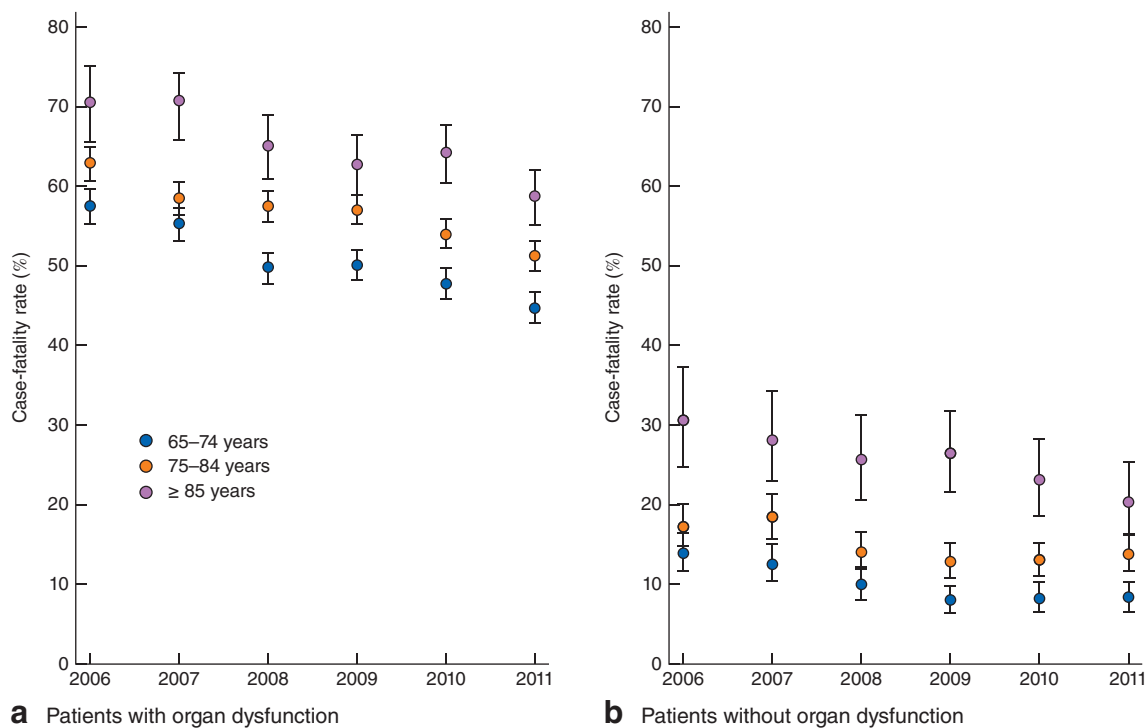 80
70
60
50
40
30
20
10
0
Case-fatality rate (%)
65–74 years
75–84 years
≥ 85 years
2006 2007 2008 2009 2010 2011
a Patients with organ dysfunction
80
70
60
50
40
30
20
10
0
Case-fatality rate (%)
2006 2007 2008 2009 2010 2011
b Patients without organ dysfunction